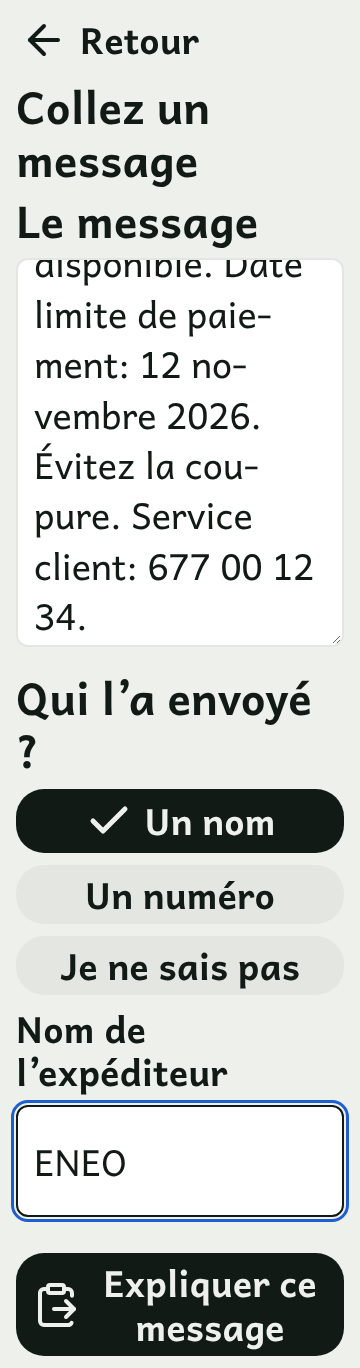 Retour
Collez un
message
Le message
disponible. Date
limite de paie-
ment: 12 no-
vembre 2026.
Évitez la cou-
pure. Service
client: 677 00 12
34.
Qui l’a envoyé
?
Un nom
Un numéro
Je ne sais pas
Nom de
l’expéditeur
ENEO
Expliquer ce
message